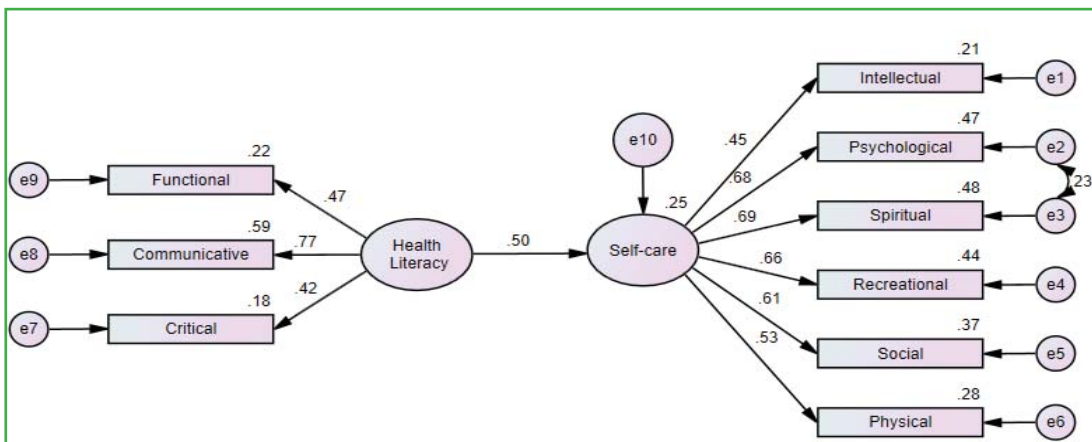 .21
Intellectual
e1
.47
e10
.45
Psychological
e2
.22
.68
.23
e9
Functional
.48
.25
.69
Spiritual
e3
.47
.59
Health
Literacy
.50
Self-care
.66
.44
e8
Communicative
.77
Recreational
e4
.42
.61
.18
.37
e7
Critical
.53
Social
e5
.28
Physical
e6